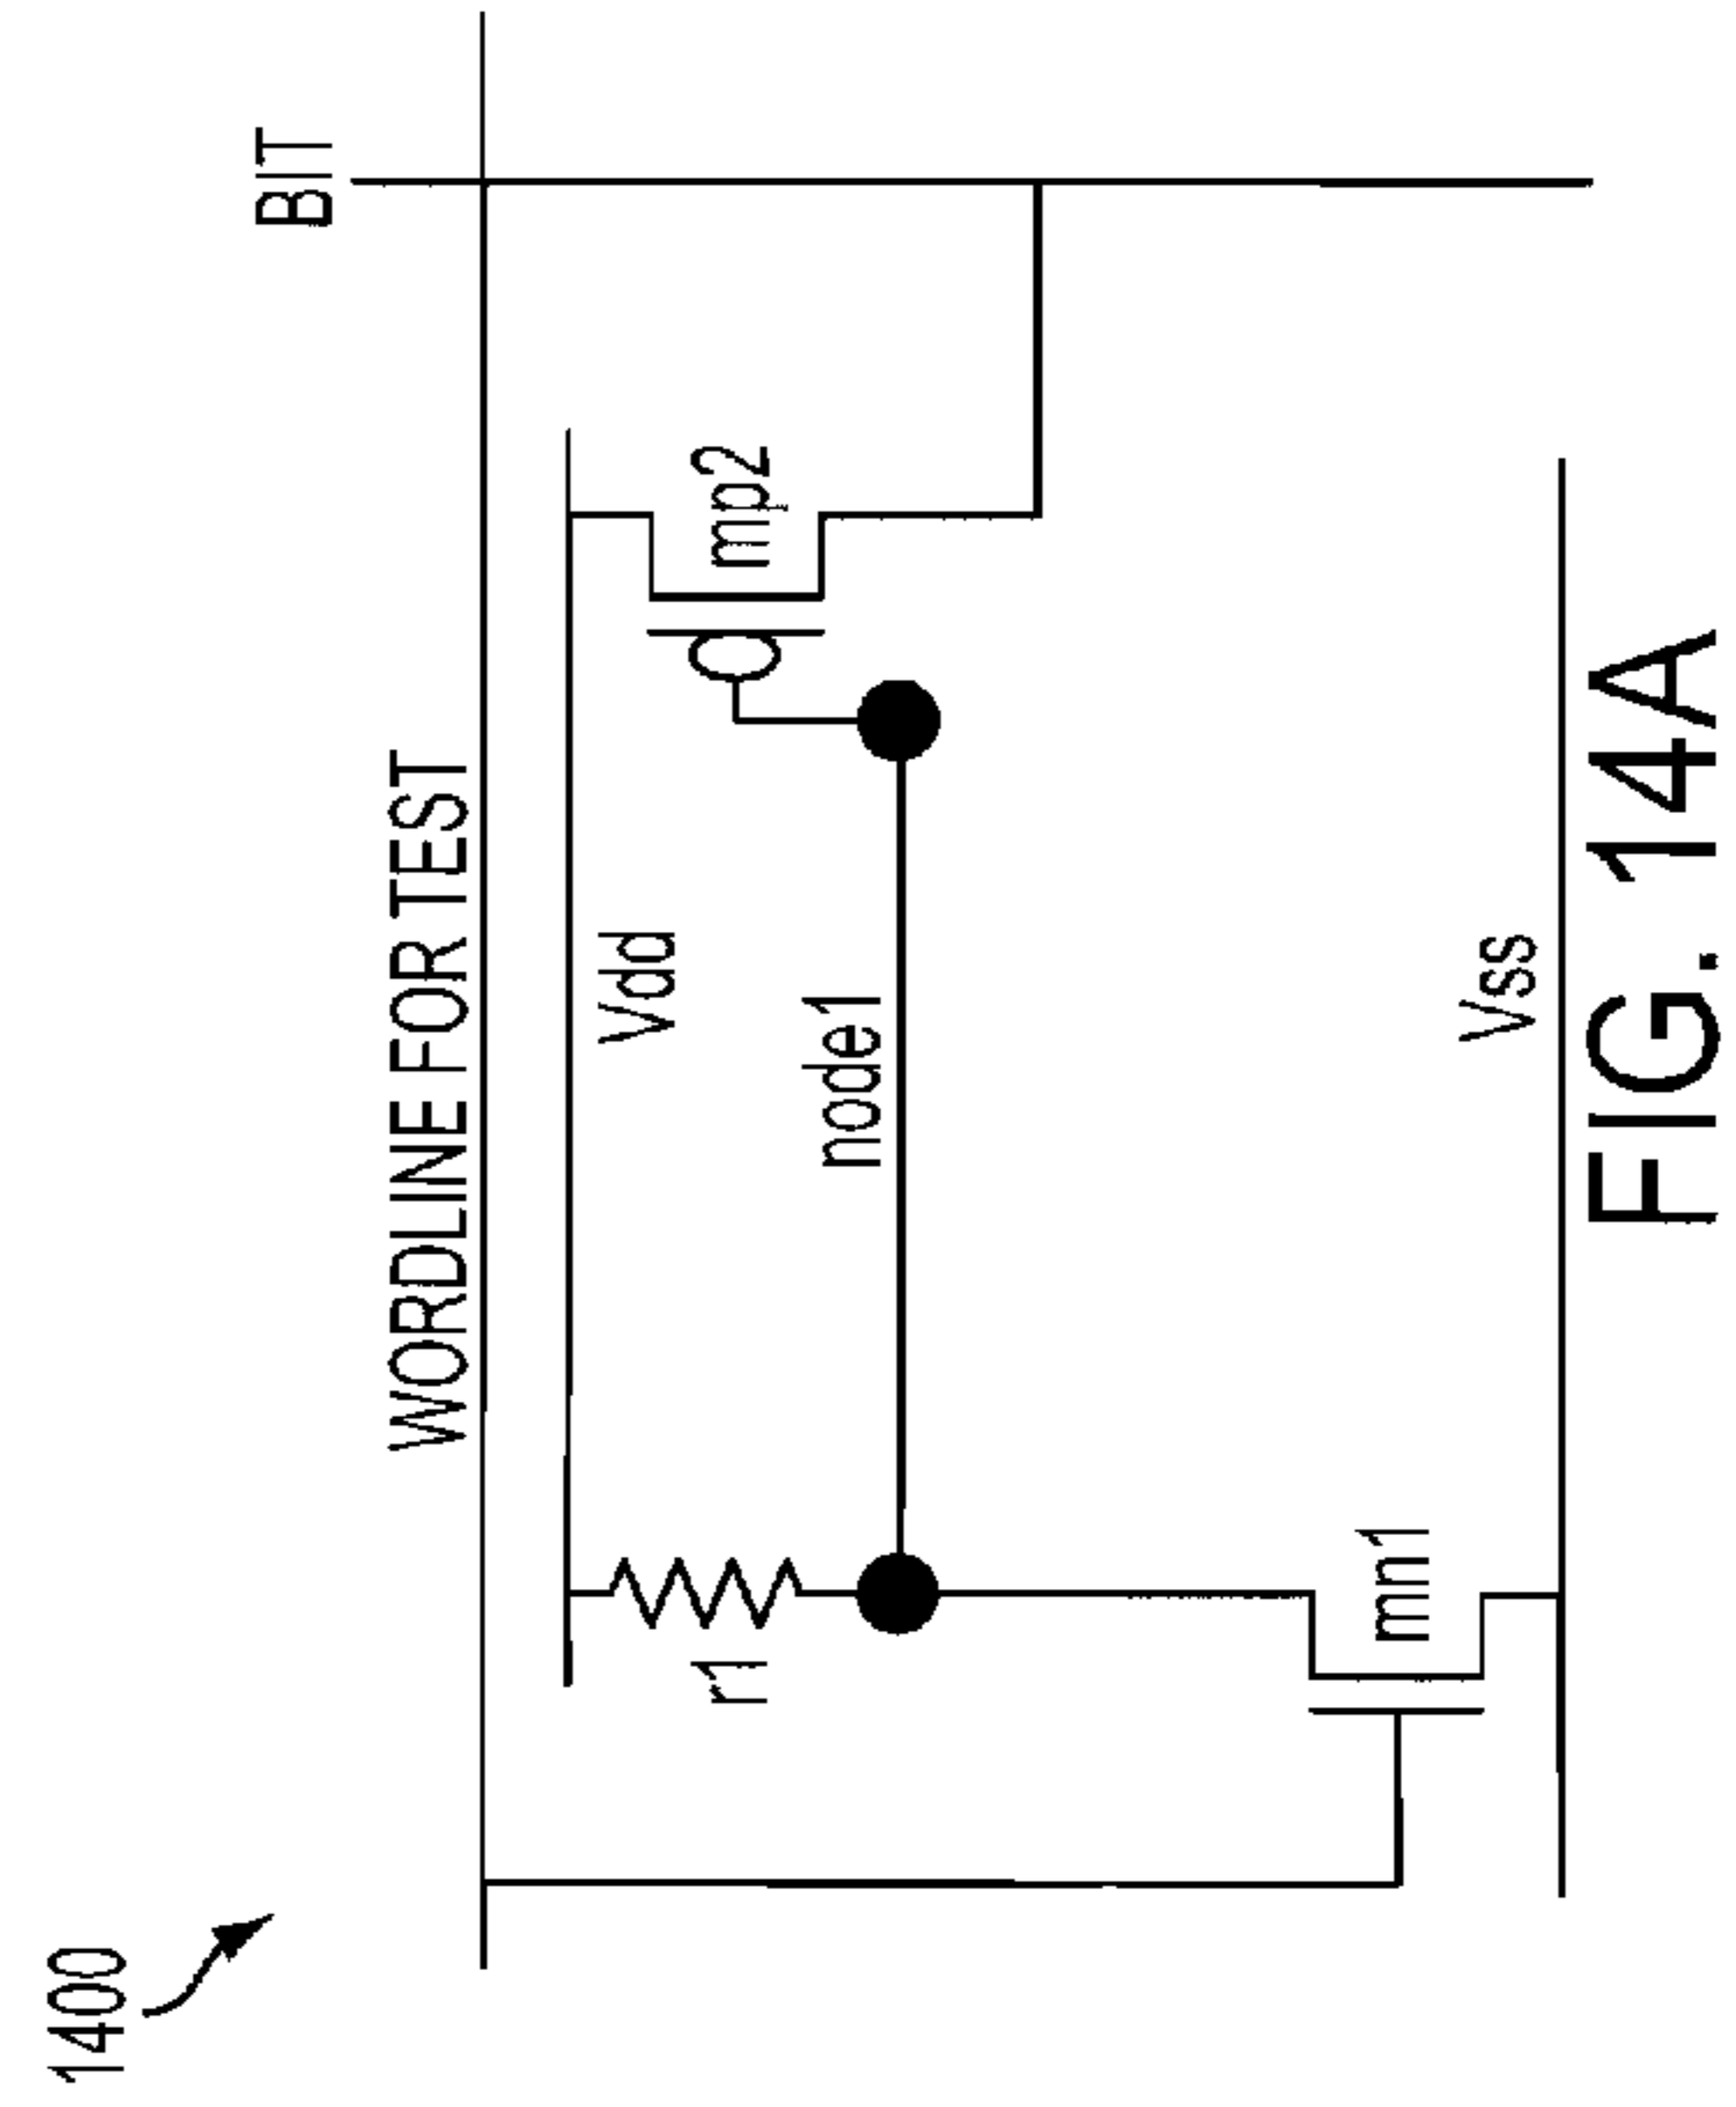 1400
BIT
WORDLINE FOR TEST
Vdd
r1
mp2
node1
mn1
Vss
FIG. 14A